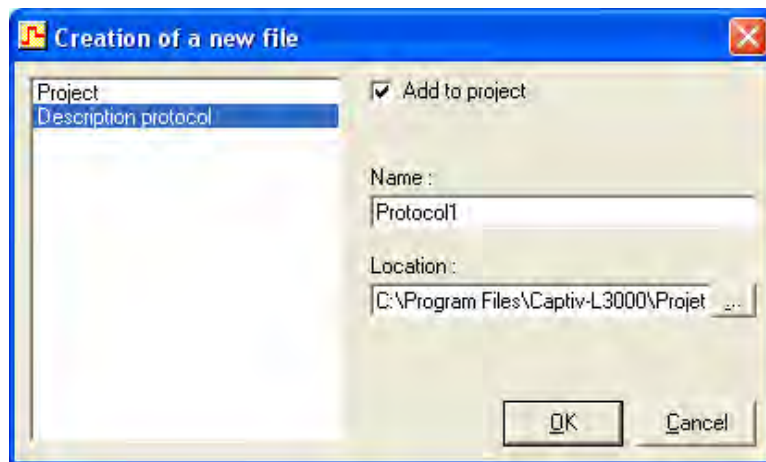 Creation of a new file
Project
Description protocol
Add to project
Name :
Protocol1
Location :
C:\Program Files\Captiv-L3000\Projet ...
OK
Cancel